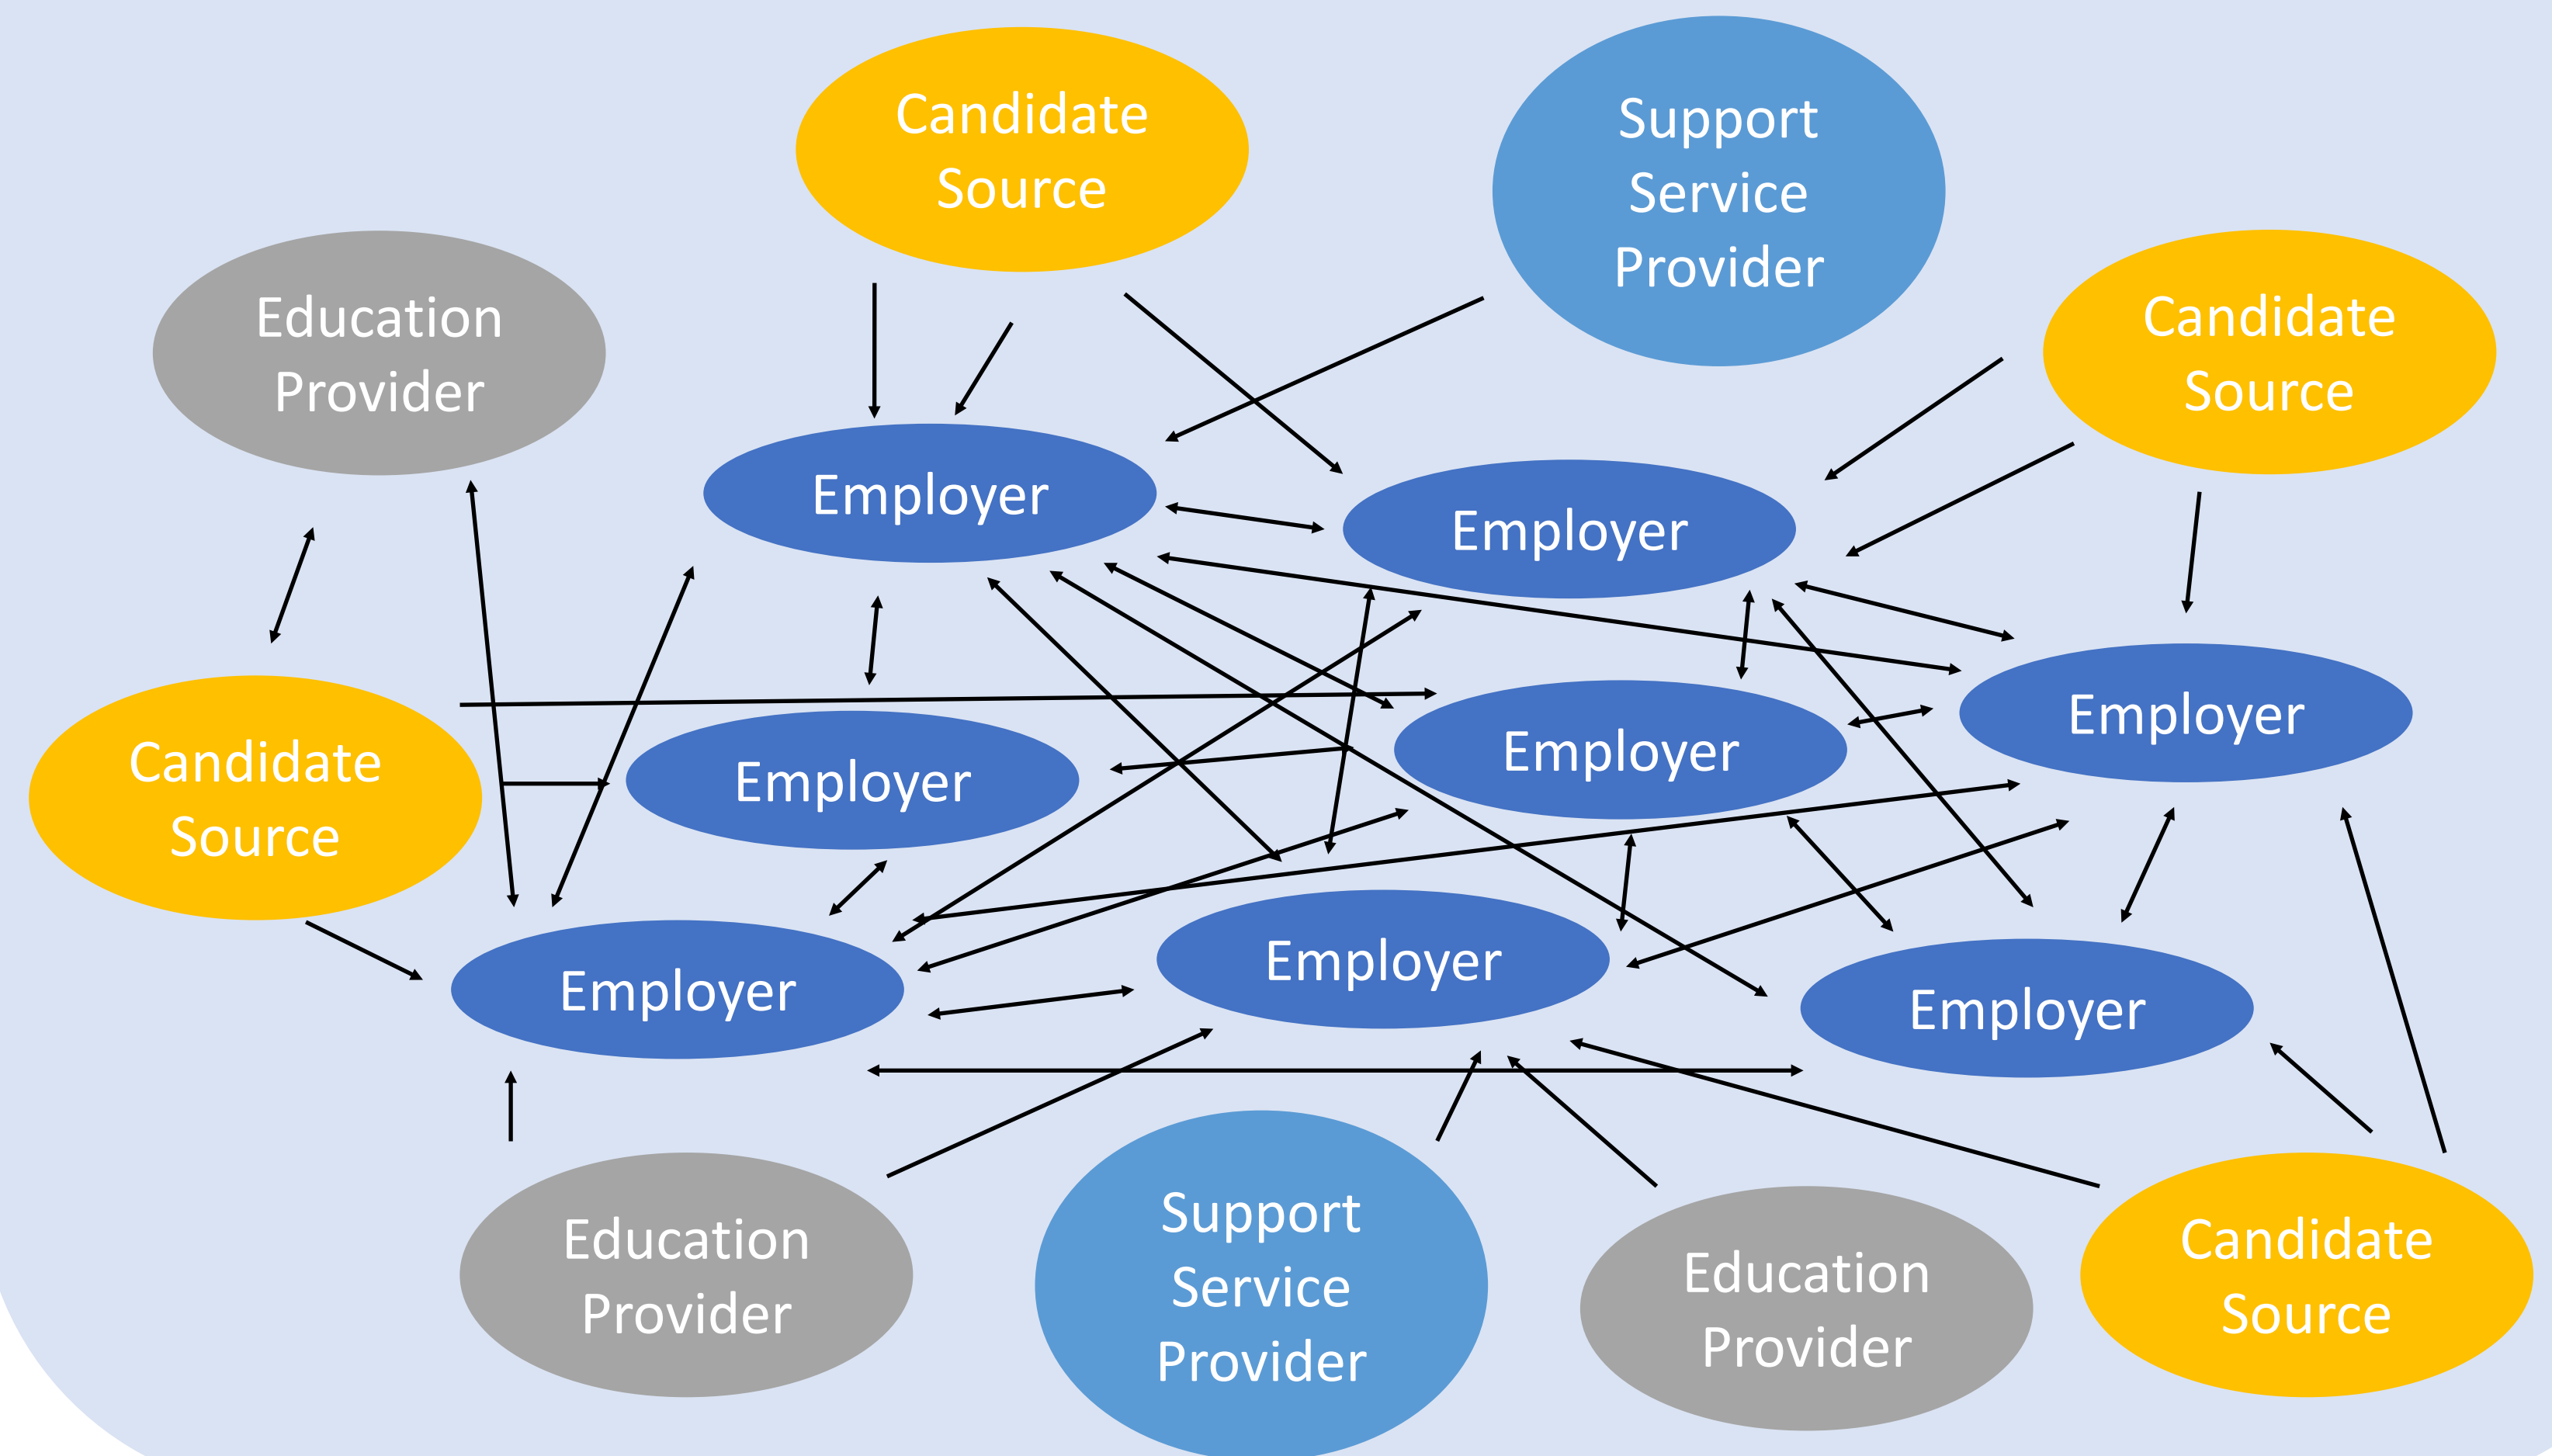 Candidate
Source
Support
Service
Provider
Education
Provider
Candidate
Source
Employer
Employer
Employer
Candidate
Source
Employer
Employer
Employer
Employer
Employer
Education
Provider
Support
Service
Provider
Education
Provider
Candidate
Source